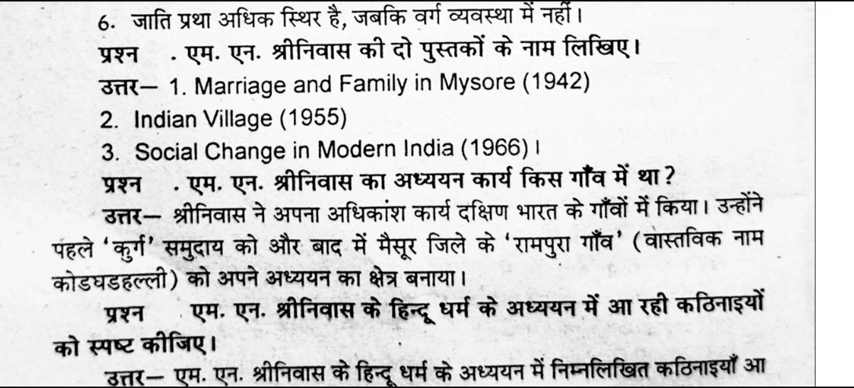 6. जाति प्रथा अधिक स्थिर है, जबकि वर्ग व्यवस्था में नहीं।
प्रश्न . एम. एन. श्रीनिवास की दो पुस्तकों के नाम लिखिए।
उत्तर— 1. Marriage and Family in Mysore (1942)
2. Indian Village (1955)
3. Social Change in Modern India (1966)।
प्रश्न . एम. एन. श्रीनिवास का अध्ययन कार्य किस गाँव में था?
उत्तर— श्रीनिवास ने अपना अधिकांश कार्य दक्षिण भारत के गाँवों में किया। उन्होंने
पहले ‘कुर्ग’ समुदाय को और बाद में मैसूर जिले के ‘रामपुरा गाँव’ (वास्तविक नाम
कोडघडहल्ली) को अपने अध्ययन का क्षेत्र बनाया।
प्रश्न एम. एन. श्रीनिवास के हिन्दू धर्म के अध्ययन में आ रही कठिनाइयों
को स्पष्ट कीजिए।
उत्तर— एम. एन. श्रीनिवास के हिन्दू धर्म के अध्ययन में निम्नलिखित कठिनाइयाँ आ